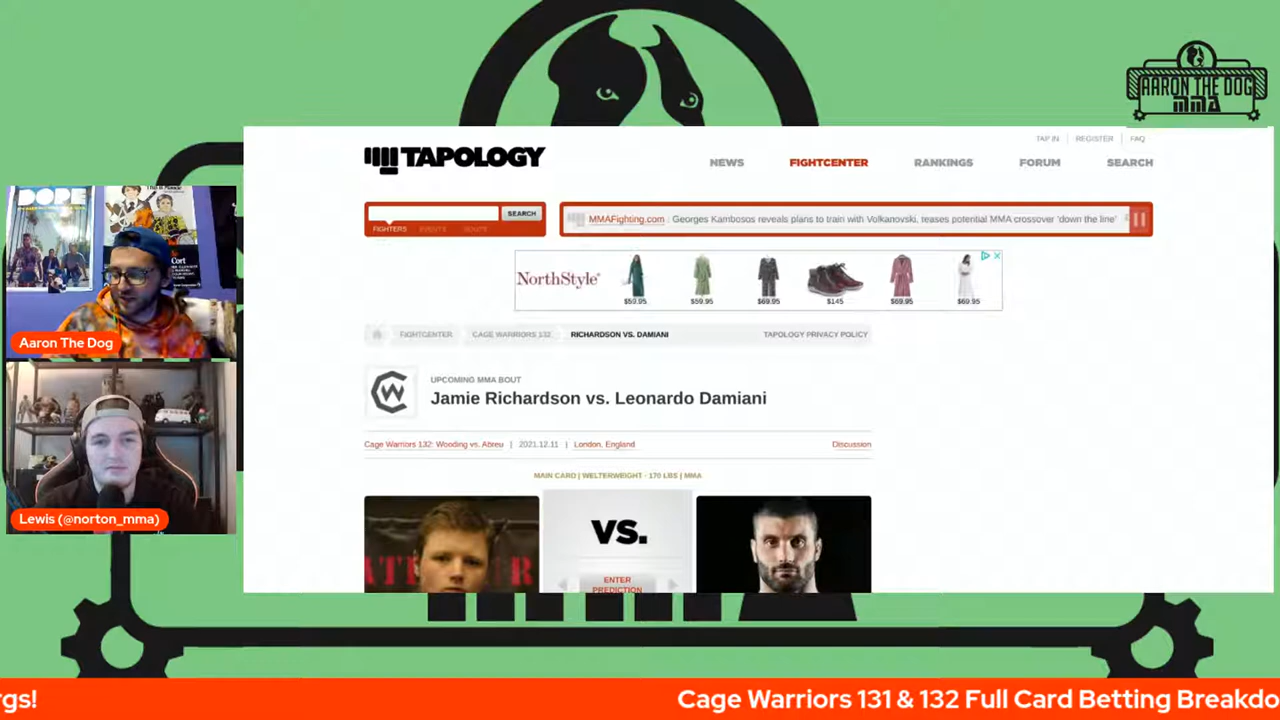 AARON THE DOG
MMA
TAP IN
REGISTER
FAQ
TAPOLOGY
NEWS
FIGHTCENTER
RANKINGS
FORUM
SEARCH
SEARCH
FIGHTERS
EVENTS
MMAFighting.com : Georges Kambosos reveals plans to train with Volkanovski, teases potential MMA crossover 'down the line'
NORTHSTYLE
$59.95
$59.95
$69.95
$145
$69.95
$69.95
FIGHTCENTER
CAGE WARRIORS 132
RICHARDSON VS. DAMIANI
TAPOLOGY PRIVACY POLICY
CW
UPCOMING MMA BOUT
Jamie Richardson vs. Leonardo Damiani
Cage Warriors 132: Wooding vs. Abreu | 2021.12.11 | London, England
Discussion
MAIN CARD | WELTERWEIGHT · 170 LBS | MMA
VS.
ENTER
PREDICTION
DOPE
Cort
Aaron The Dog
Lewis (@norton_mma)
rgs!
Cage Warriors 131 & 132 Full Card Betting Breakdo